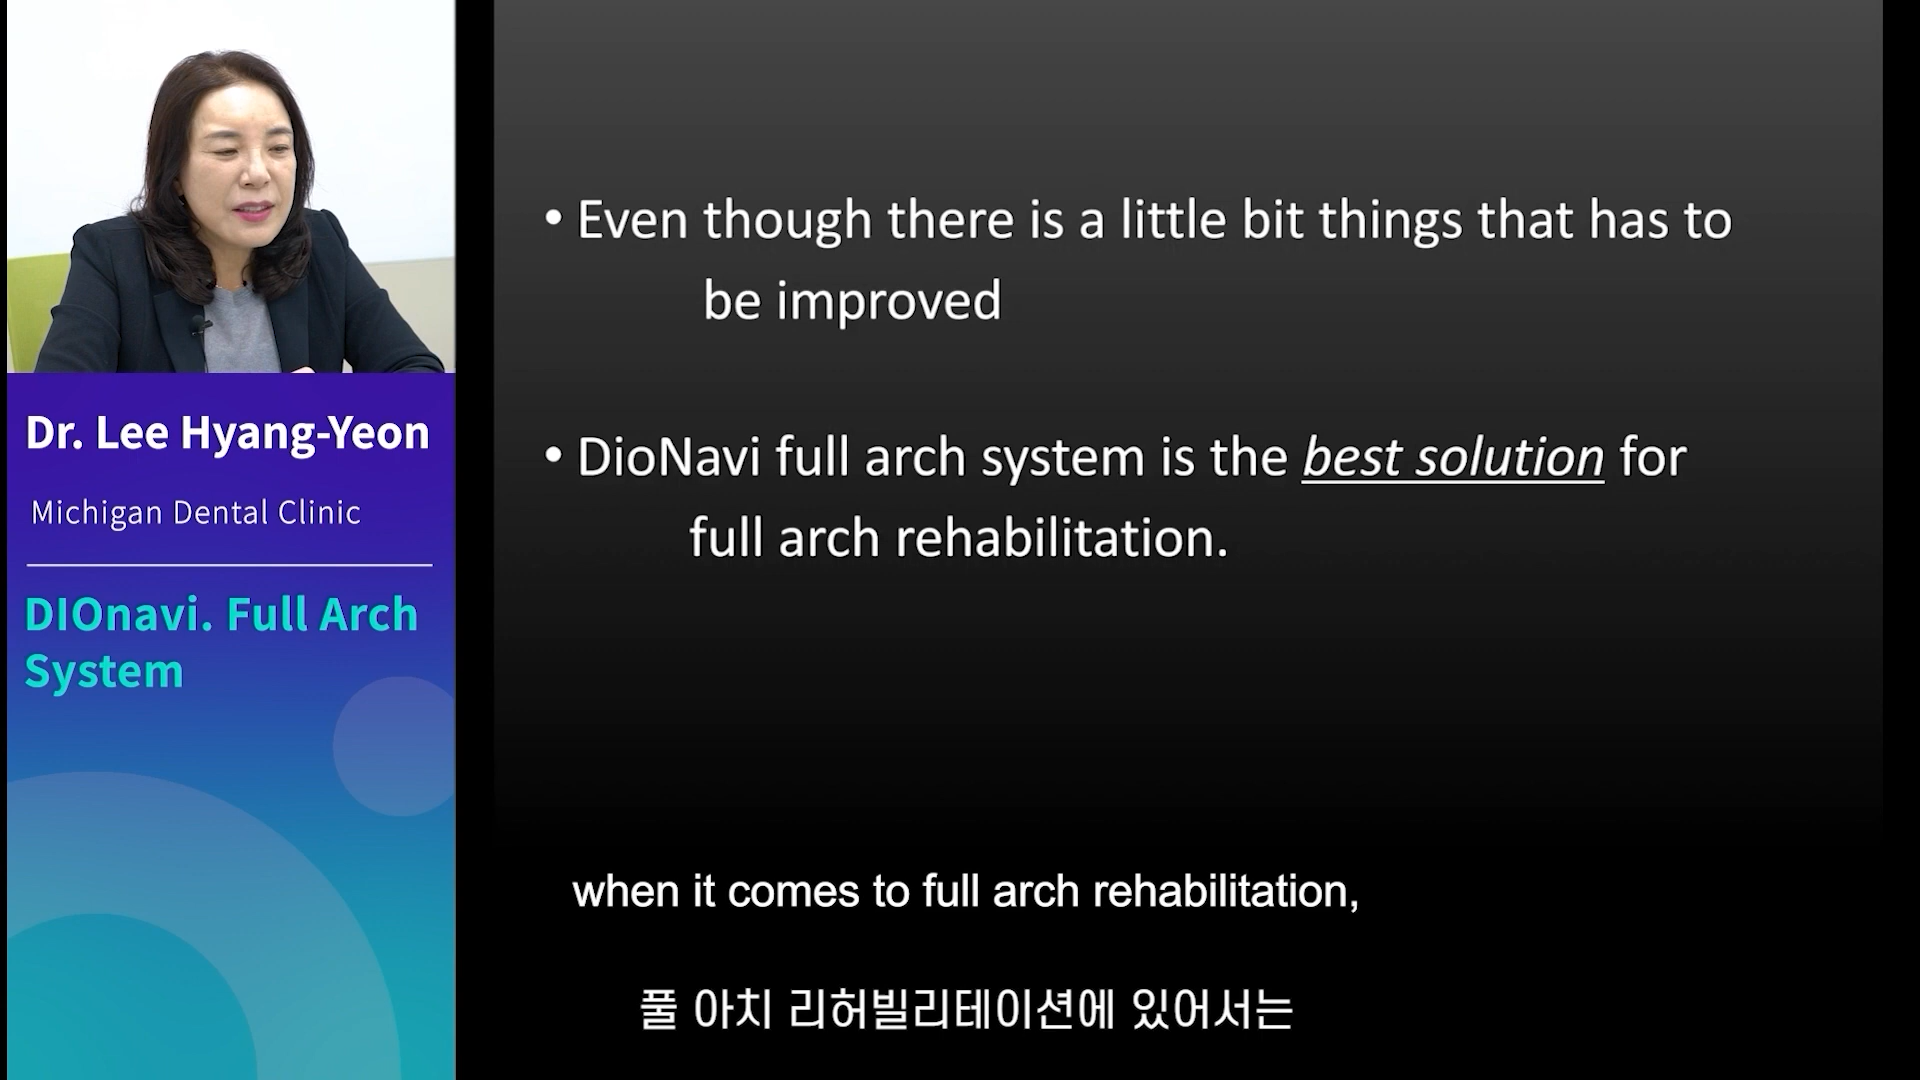 Dr. Lee Hyang-Yeon
Michigan Dental Clinic
DIOnavi. Full Arch
System
• Even though there is a little bit things that has to
be improved
• DioNavi full arch system is the best solution for
full arch rehabilitation.
when it comes to full arch rehabilitation,
풀 아치 리허빌리테이션에 있어서는